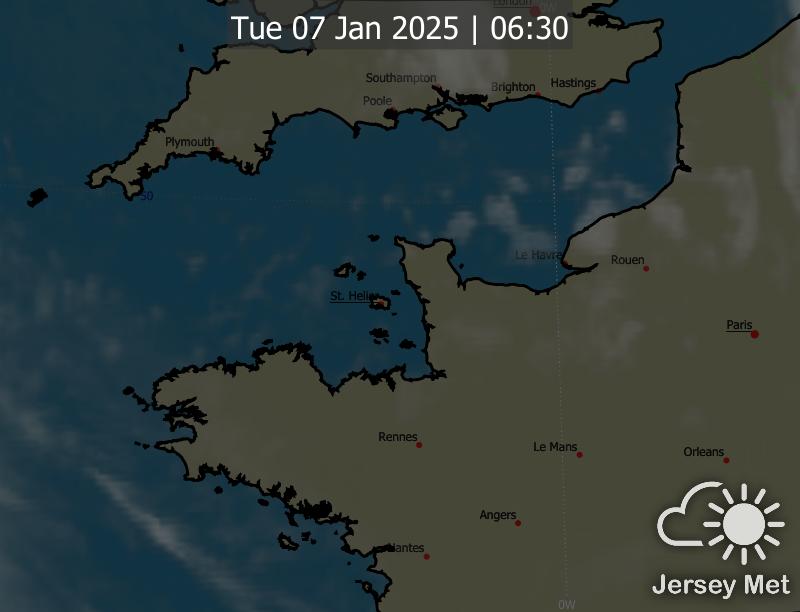 London
0W
Tue 07 Jan 2025 | 06:30
Southampton
Brighton
Hastings
Poole
Plymouth
50
Le Havre
Rouen
St. Helier
Paris
Rennes
Le Mans
Orleans
Angers
Nantes
0W
Jersey Met